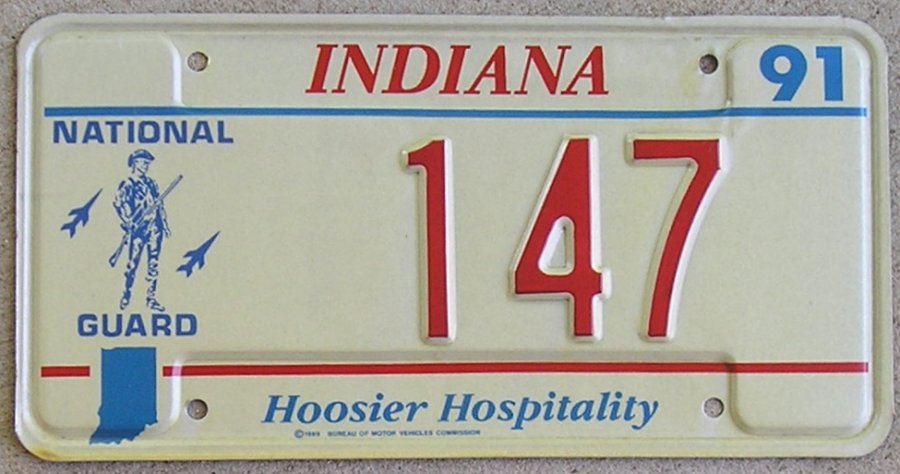 INDIANA 91
NATIONAL
147
GUARD
Hoosier Hospitality
©1989 BUREAU OF MOTOR VEHICLES COMMISSION